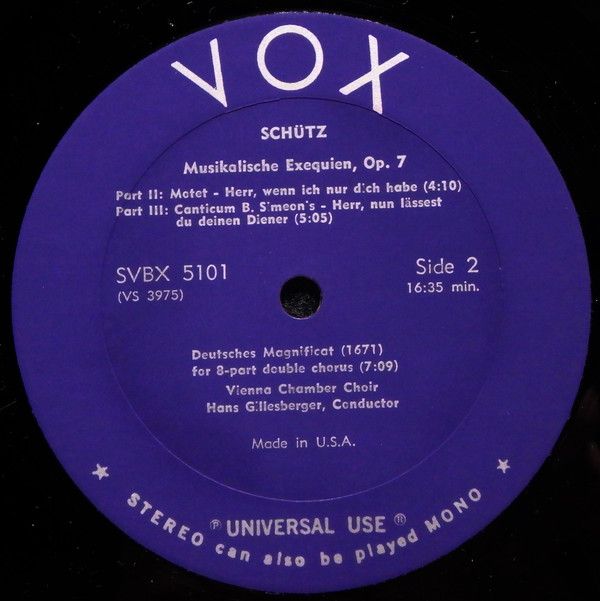 VOX
SCHÜTZ
Musikalische Exequien, Op. 7
Part II: Motet - Herr, wenn ich nur dich habe (4:10)
Part III: Canticum B. Simeonis - Herr, nun lässest
du deinen Diener (5:05)
SVBX 5101
(VS 3975)
Side 2
16:35 min.
Deutsches Magnificat (1671)
for 8-part double chorus (7:09)
Vienna Chamber Choir
Hans Gillesberger, Conductor
Made in U.S.A.
℗ UNIVERSAL USE ®
★ STEREO can also be played MONO ★